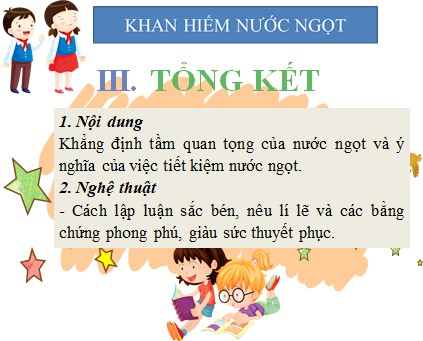 KHAN HIẾM NƯỚC NGỌT
III. TỔNG KẾT
1. Nội dung
Khẳng định tầm quan tọng của nước ngọt và ý
nghĩa của việc tiết kiệm nước ngọt.
2. Nghệ thuật
- Cách lập luận sắc bén, nêu lí lẽ và các bằng
chứng phong phú, giàu sức thuyết phục.